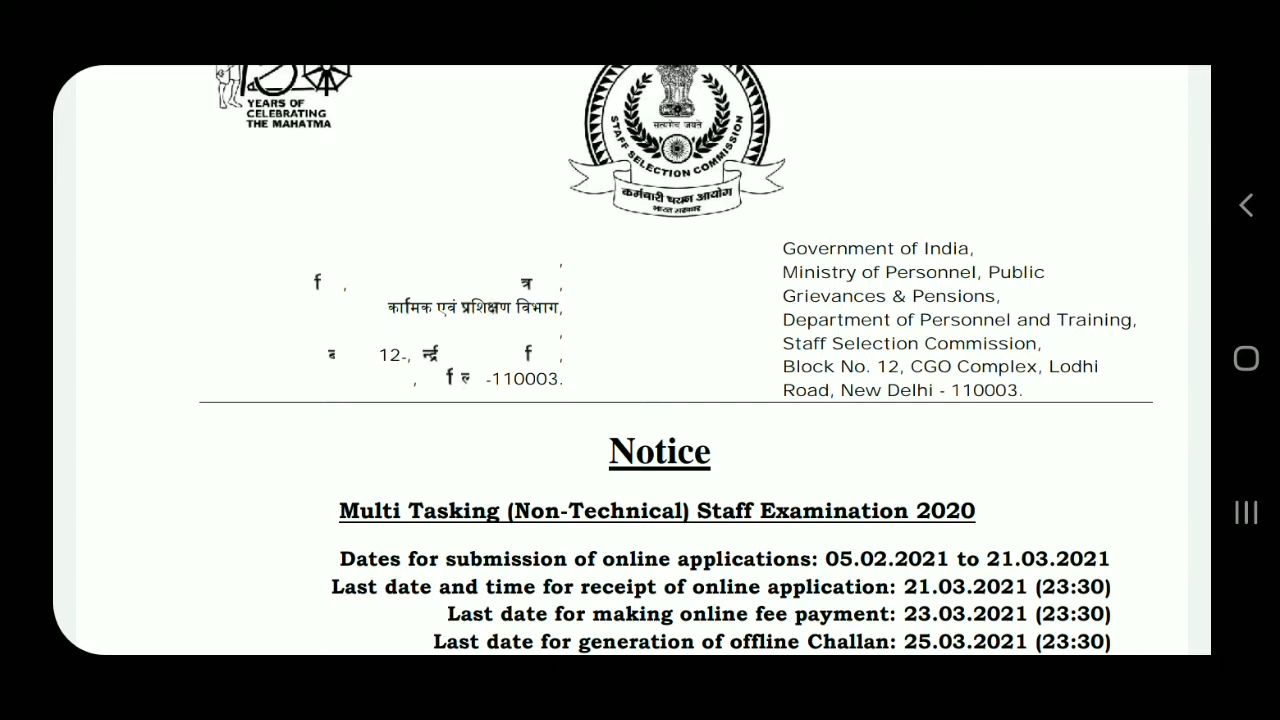 YEARS OF
CELEBRATING
THE MAHATMA
सत्यमेव जयते
STAFF SELECTION COMMISSION
कर्मचारी चयन आयोग
भारत सरकार
कार्मिक एवं प्रशिक्षण विभाग,
12-,
-110003.
Government of India,
Ministry of Personnel, Public
Grievances & Pensions,
Department of Personnel and Training,
Staff Selection Commission,
Block No. 12, CGO Complex, Lodhi
Road, New Delhi - 110003.
Notice
Multi Tasking (Non-Technical) Staff Examination 2020
Dates for submission of online applications: 05.02.2021 to 21.03.2021
Last date and time for receipt of online application: 21.03.2021 (23:30)
Last date for making online fee payment: 23.03.2021 (23:30)
Last date for generation of offline Challan: 25.03.2021 (23:30)